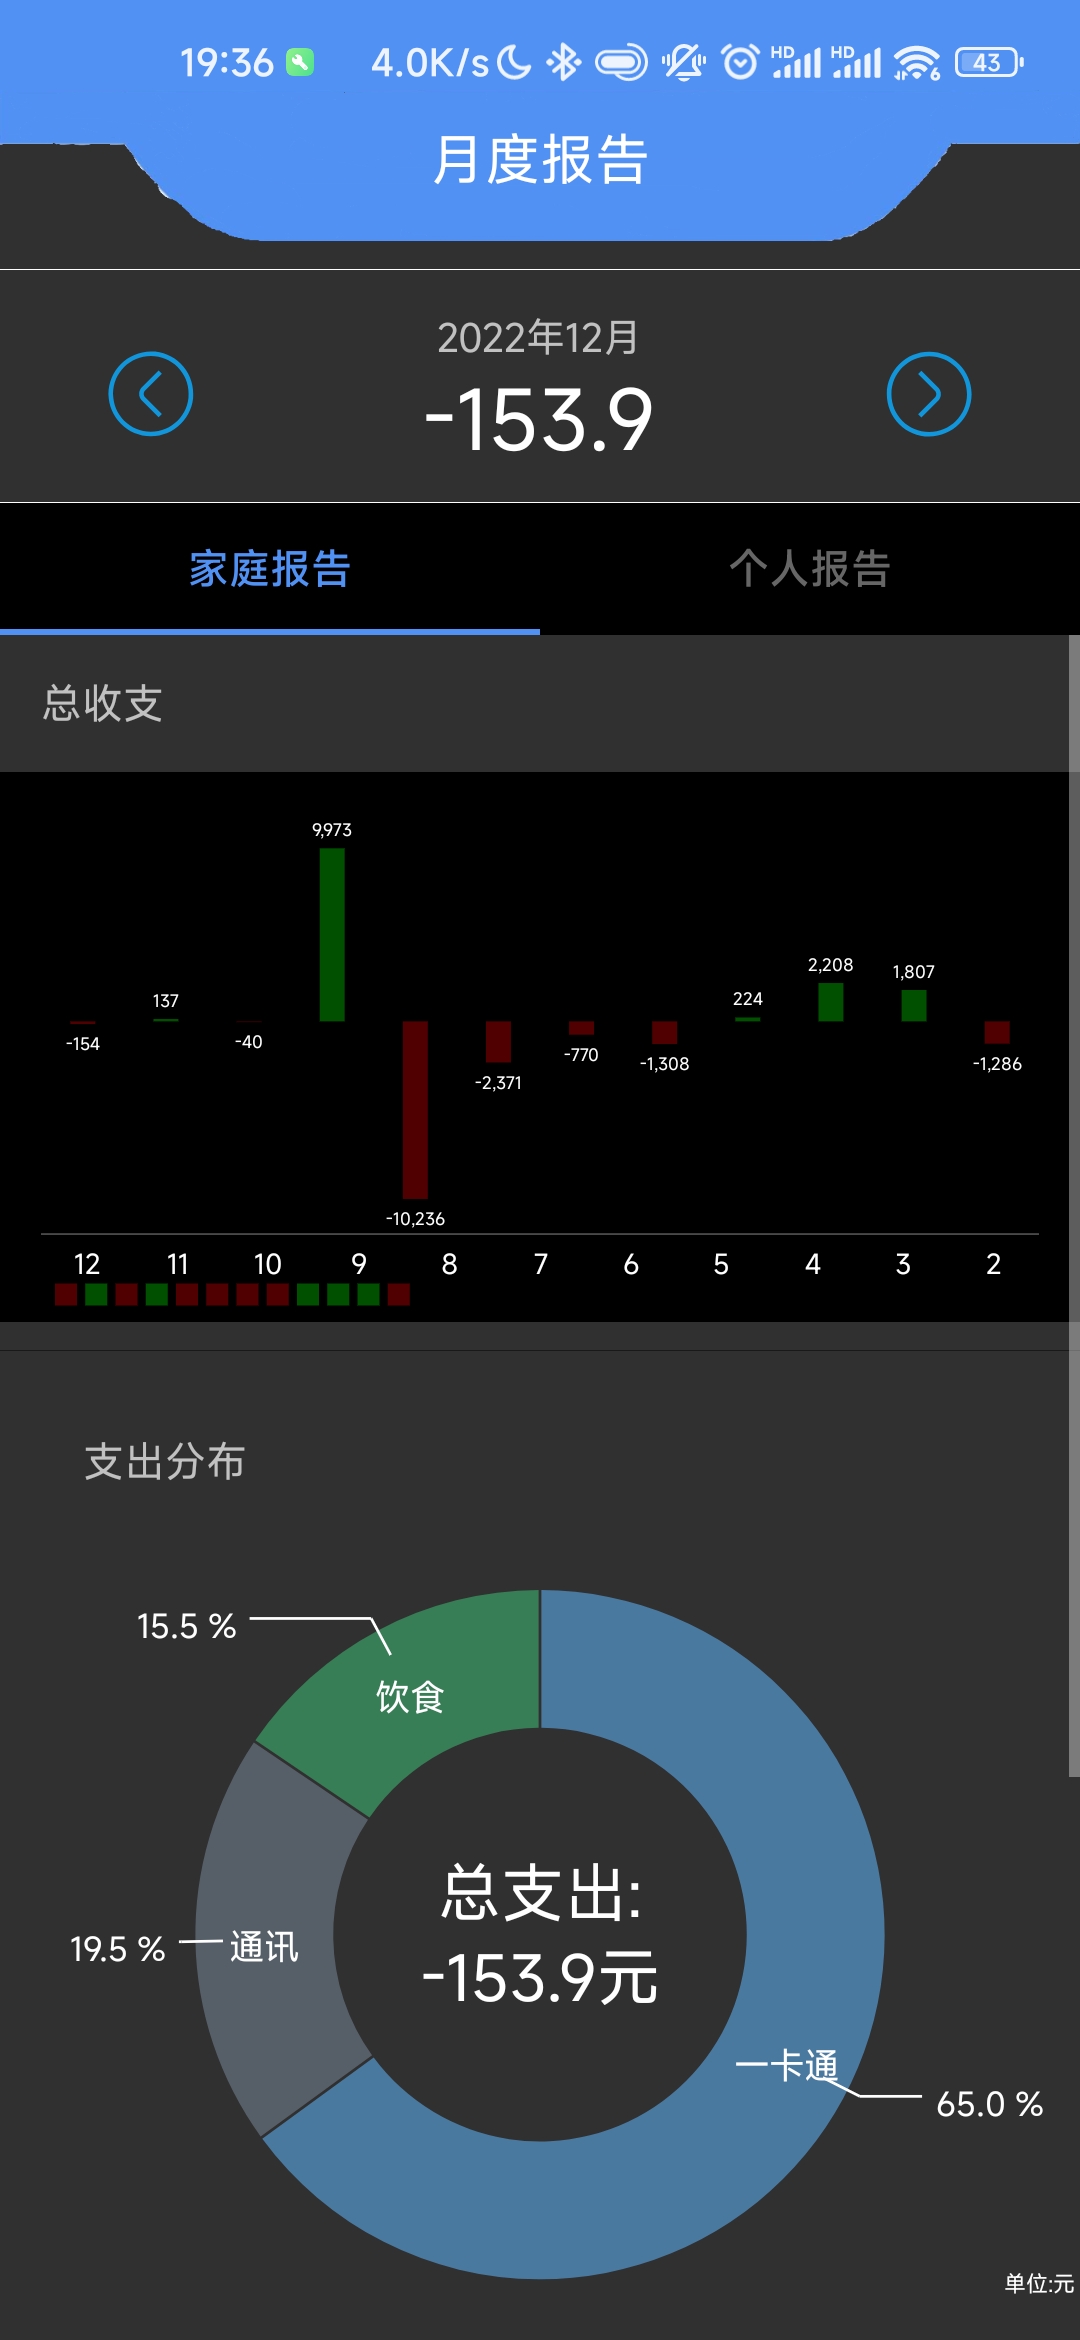 19:36 4.0K/s HD HD 6 43
月度报告
2022年12月
-153.9
家庭报告 个人报告
总收支
9,973
2,208
1,807
137
224
-154
-40
-770
-1,308
-1,286
-2,371
-10,236
12 11 10 9 8 7 6 5 4 3 2
支出分布
15.5 %
饮食
总支出:
19.5 % 通讯
-153.9元
一卡通
65.0 %
单位:元